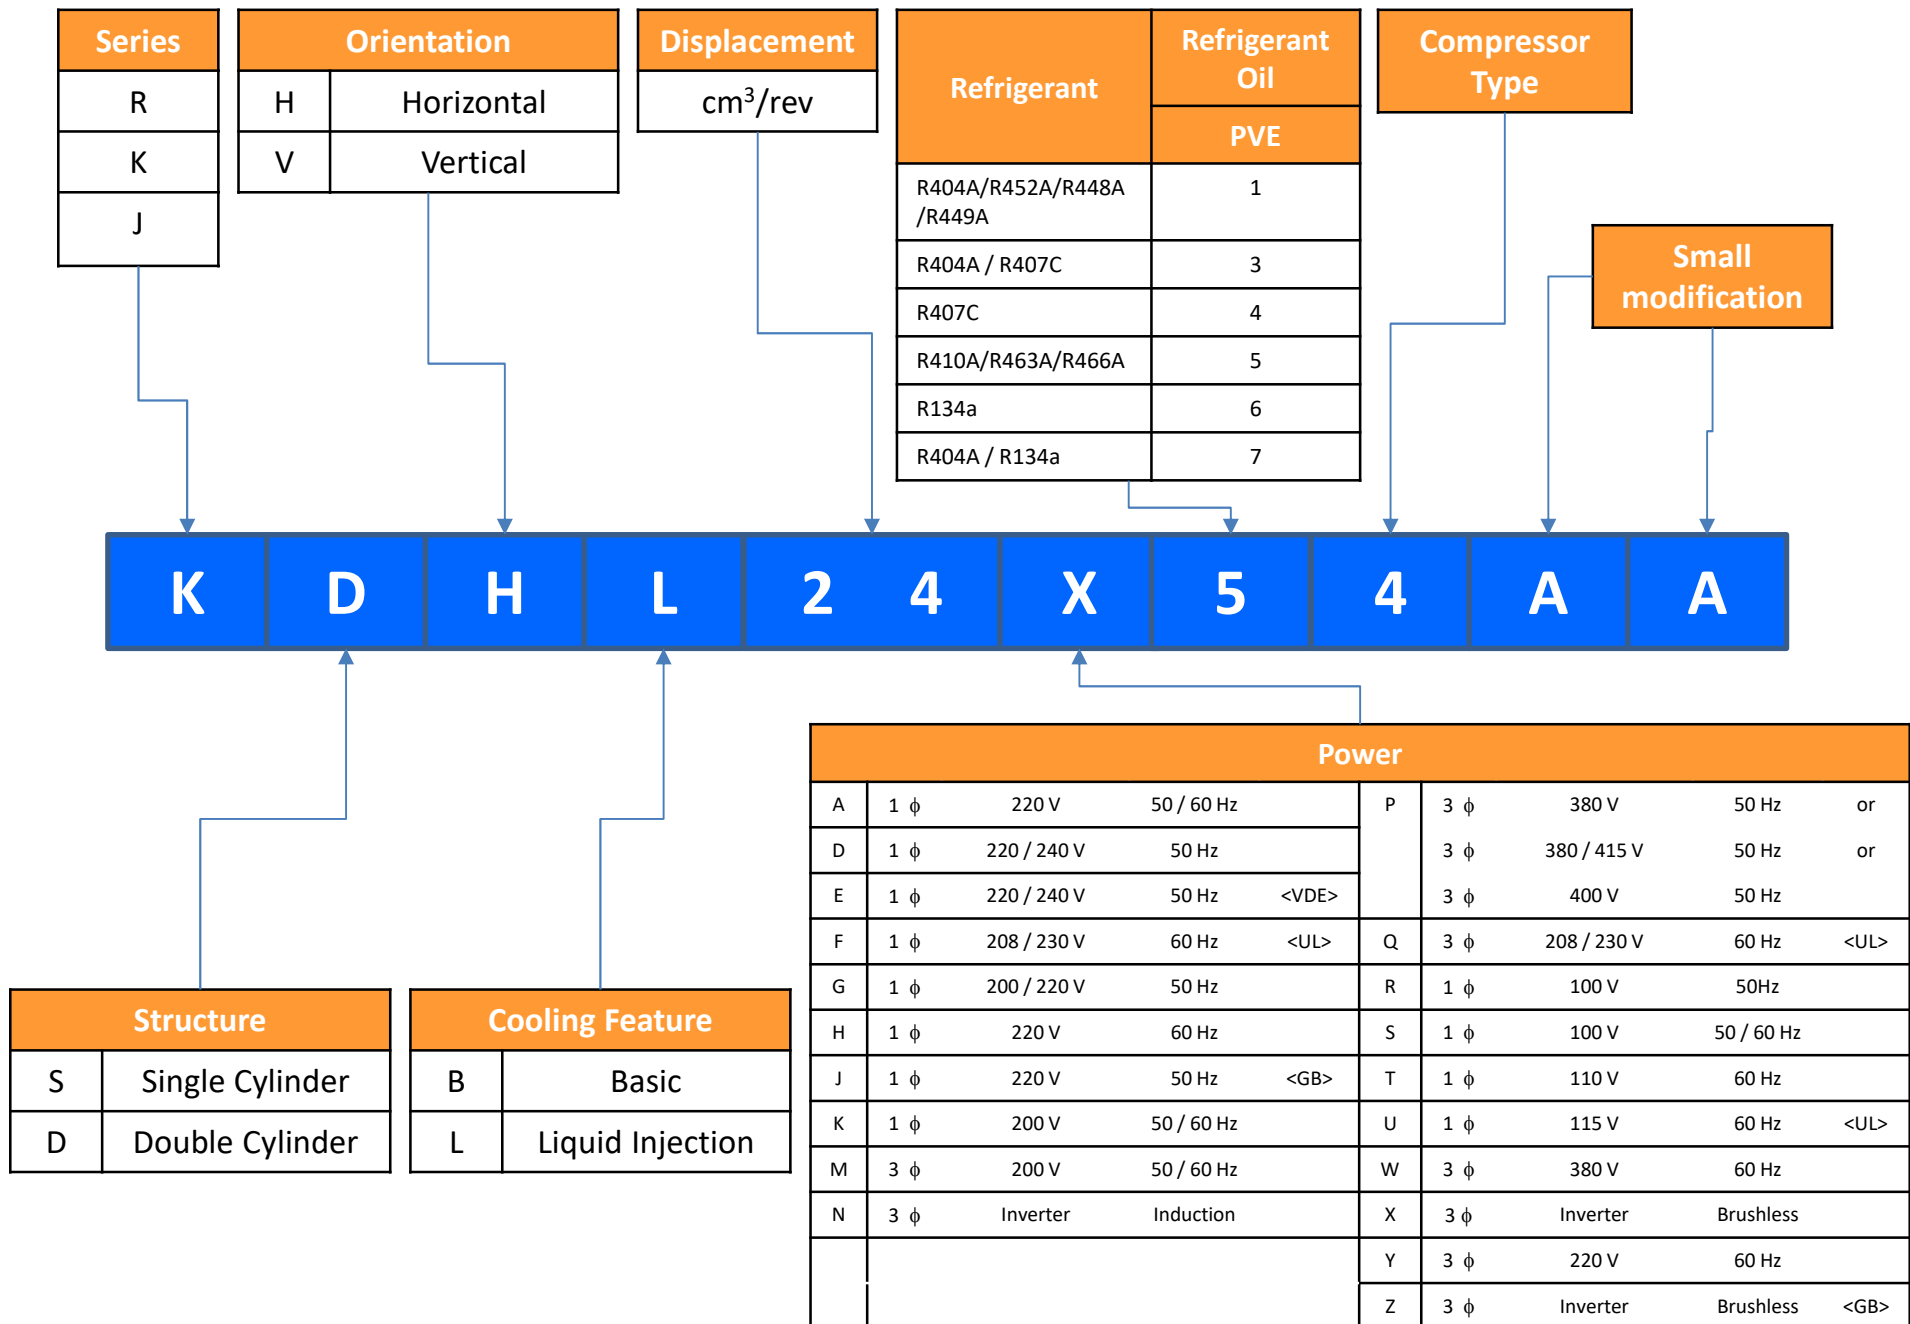 Series
R
K
J
Orientation
H Horizontal
V Vertical
Displacement
cm³/rev
Refrigerant
Refrigerant
Oil
PVE
R404A/R452A/R448A
/R449A
1
R404A / R407C 3
R407C 4
R410A/R463A/R466A 5
R134a 6
R404A / R134a 7
Compressor
Type
Small
modification
K D H L 2 4 X 5 4 A A
Structure
S Single Cylinder
D Double Cylinder
Cooling Feature
B Basic
L Liquid Injection
Power
A 1 ϕ 220 V 50 / 60 Hz
D 1 ϕ 220 / 240 V 50 Hz
E 1 ϕ 220 / 240 V 50 Hz <VDE>
F 1 ϕ 208 / 230 V 60 Hz <UL>
G 1 ϕ 200 / 220 V 50 Hz
H 1 ϕ 220 V 60 Hz
J 1 ϕ 220 V 50 Hz <GB>
K 1 ϕ 200 V 50 / 60 Hz
M 3 ϕ 200 V 50 / 60 Hz
N 3 ϕ Inverter Induction
P 3 ϕ 380 V 50 Hz or
3 ϕ 380 / 415 V 50 Hz or
3 ϕ 400 V 50 Hz
Q 3 ϕ 208 / 230 V 60 Hz <UL>
R 1 ϕ 100 V 50Hz
S 1 ϕ 100 V 50 / 60 Hz
T 1 ϕ 110 V 60 Hz
U 1 ϕ 115 V 60 Hz <UL>
W 3 ϕ 380 V 60 Hz
X 3 ϕ Inverter Brushless
Y 3 ϕ 220 V 60 Hz
Z 3 ϕ Inverter Brushless <GB>